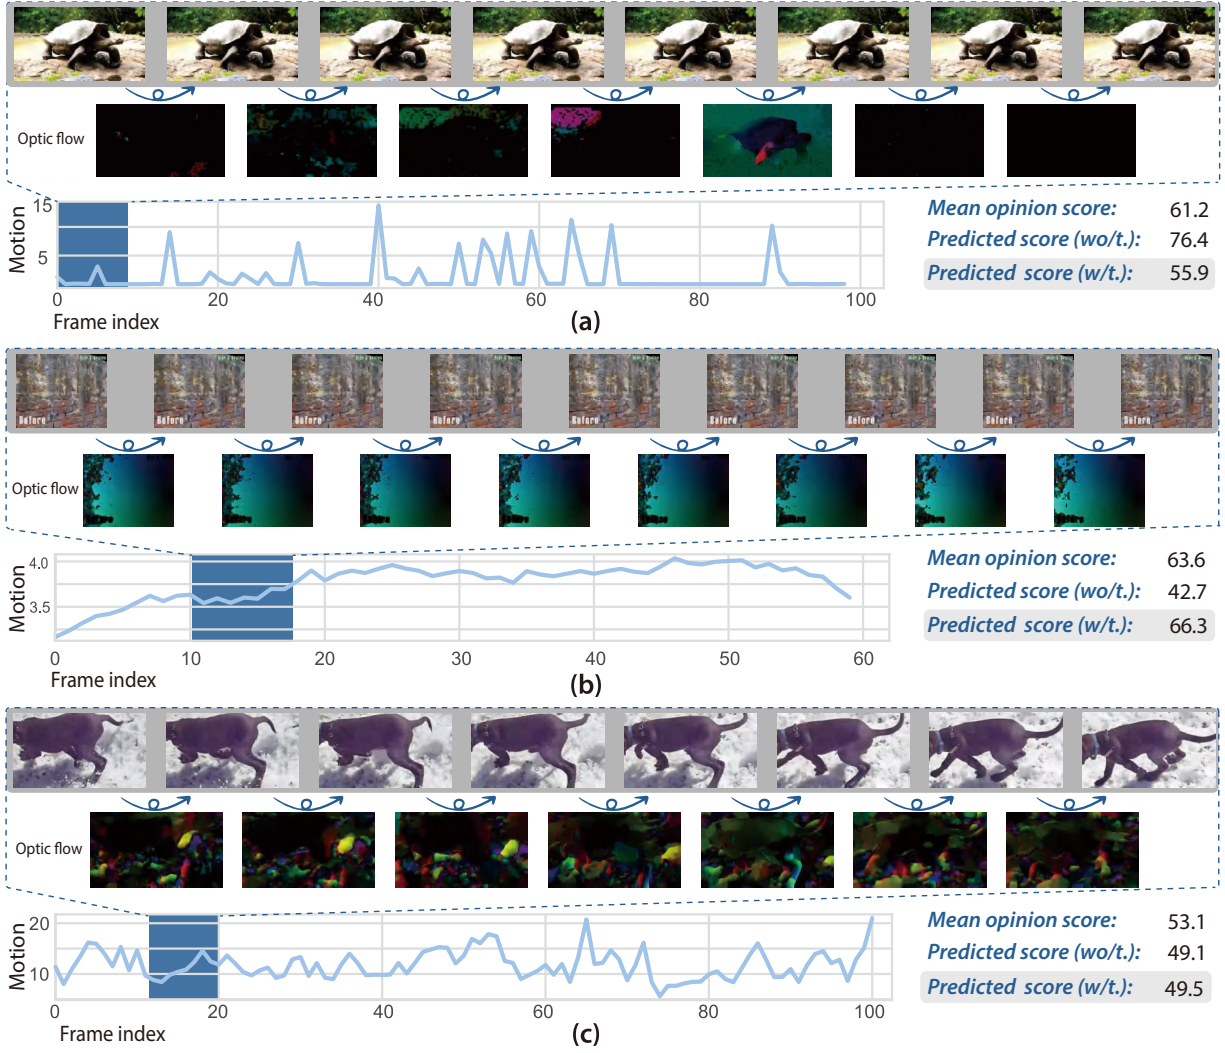 Optic flow
15
5
Motion
0 20 40 60 80 100
Frame index
Mean opinion score: 61.2
Predicted score (wo/t.): 76.4
Predicted score (w/t.): 55.9
(a)
Before Before Before Before Before Before Before Before Before
Optic flow
4.0
3.5
Motion
0 10 20 30 40 50 60
Frame index
Mean opinion score: 63.6
Predicted score (wo/t.): 42.7
Predicted score (w/t.): 66.3
(b)
Optic flow
20
10
Motion
0 20 40 60 80 100
Frame index
Mean opinion score: 53.1
Predicted score (wo/t.): 49.1
Predicted score (w/t.): 49.5
(c)